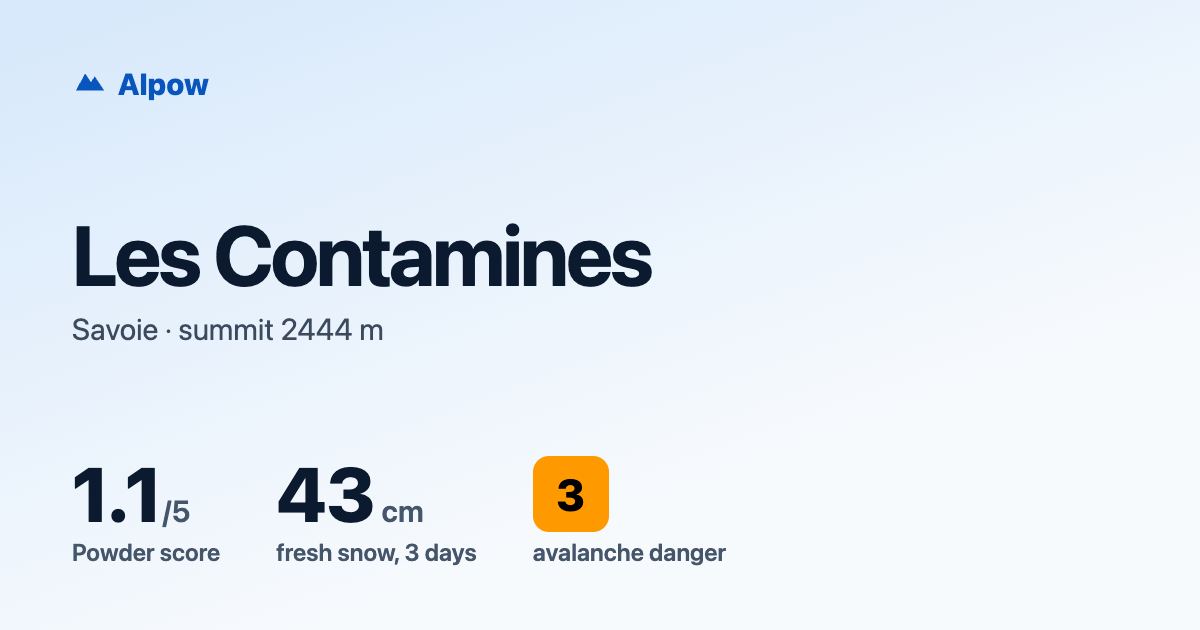 Alpow
Les Contamines
Savoie · summit 2444 m
1.1/5
Powder score
43 cm
fresh snow, 3 days
3
avalanche danger